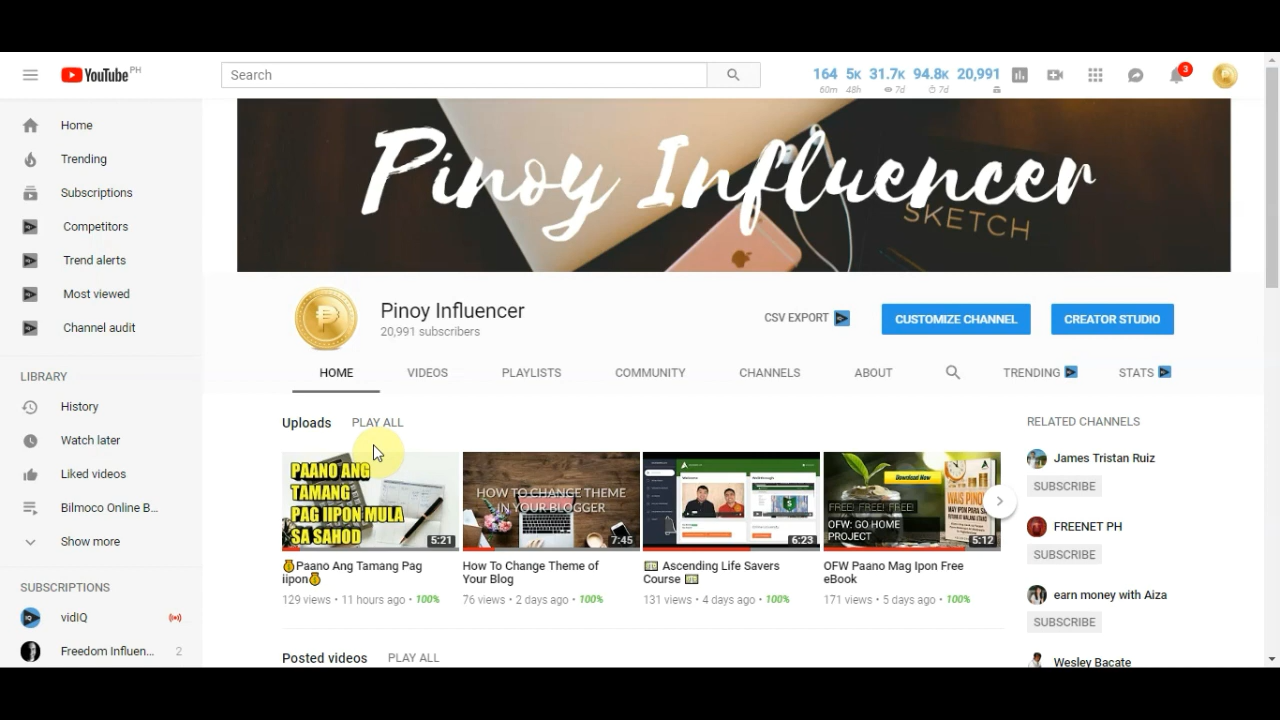 YouTube PH
Search
164 5K 31.7K 94.8K 20,991
60m 48h 7d 7d
3
Home
Trending
Subscriptions
Competitors
Trend alerts
Most viewed
Channel audit
LIBRARY
History
Watch later
Liked videos
Bilmoco Online B...
Show more
SUBSCRIPTIONS
vidIQ
Freedom Influen... 2
Pinoy Influencer
SKETCH
Pinoy Influencer
20,991 subscribers
CSV EXPORT
CUSTOMIZE CHANNEL
CREATOR STUDIO
HOME VIDEOS PLAYLISTS COMMUNITY CHANNELS ABOUT TRENDING STATS
Uploads PLAY ALL
PAANO ANG
TAMANG
PAG IIPON MULA
SA SAHOD
5:21
💰Paano Ang Tamang Pag
iipon💰
129 views • 11 hours ago • 100%
HOW TO CHANGE THEME
IN YOUR BLOGGER
7:45
How To Change Theme of
Your Blog
76 views • 2 days ago • 100%
6:23
💵 Ascending Life Savers
Course 💵
131 views • 4 days ago • 100%
Download Now
FREE! FREE! FREE!
OFW: GO HOME
PROJECT
5:12
OFW Paano Mag Ipon Free
eBook
171 views • 5 days ago • 100%
Posted videos PLAY ALL
RELATED CHANNELS
James Tristan Ruiz
SUBSCRIBE
FREENET PH
SUBSCRIBE
earn money with Aiza
SUBSCRIBE
Wesley Bacate